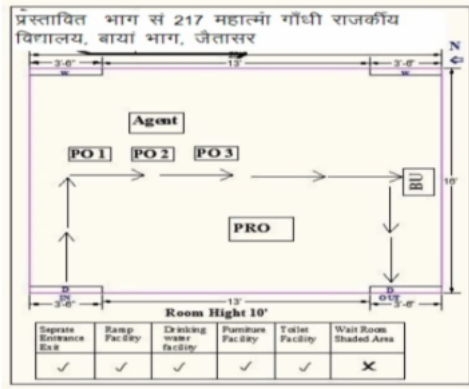 प्रस्तावित भाग सं 217 महात्मां गाँधी राजकीय
विद्यालय, बायां भाग, जैतासर
N
3'-6" 13' 3'-6"
W W
Agent
PO 1 PO 2 PO 3
BU
16'
PRO
D D
IN OUT
3'-6" 13' 3'-6"
Room Hight 10'
Seprate Entrance Exit
Ramp Facility
Drinking water facility
Furniture Facility
Toilet Facility
Wait Room Shaded Area
✓ ✓ ✓ ✓ ✓ ✗